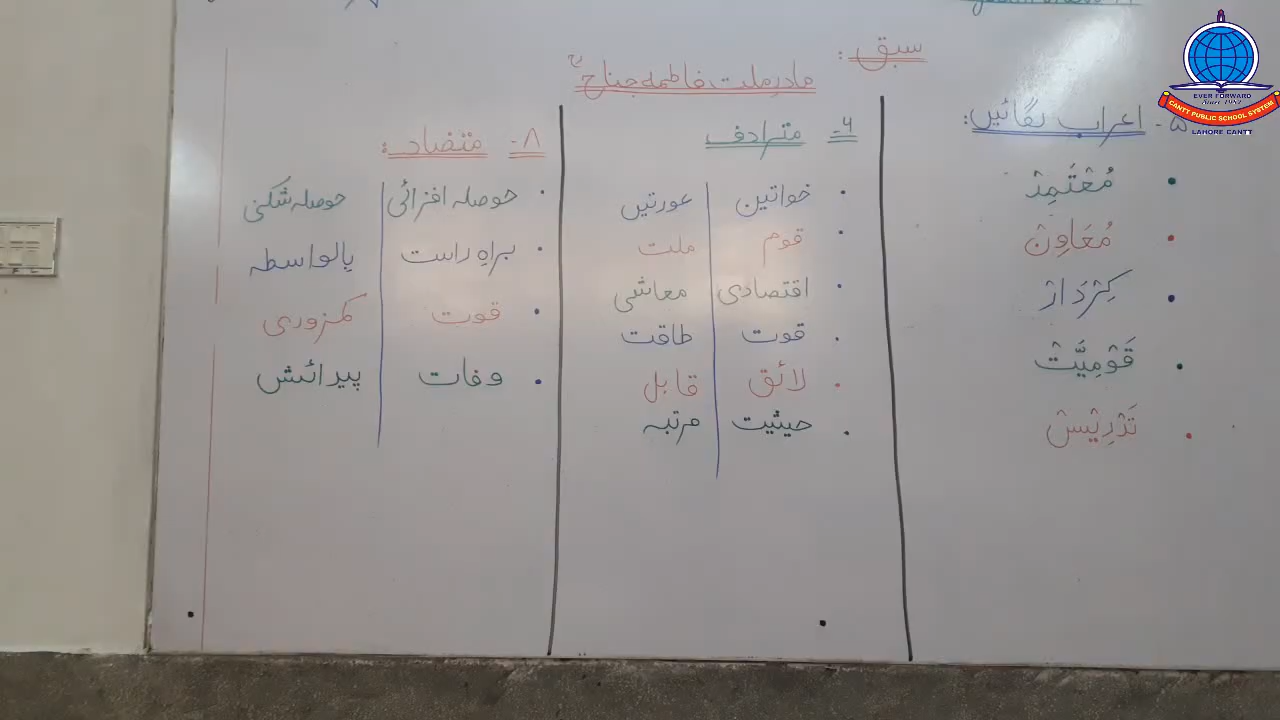 سبق:
مادرِ ملت فاطمہ جناحؒ
۵- اعراب لگائیں:
مُعْتَمِدْ
مُعَاوِنْ
کِرْدَارْ
قَوْمِیَّتْ
تَدْرِیْسْ
۶- مترادف
خواتین عورتیں
قوم ملت
اقتصادی معاشی
قوت طاقت
لائق قابل
حیثیت مرتبہ
۸- متضاد:
حوصلہ افزائی حوصلہ شکنی
براہِ راست بالواسطہ
قوت کمزوری
وفات پیدائش
EVER FORWARD
Since 1987
CANTT PUBLIC SCHOOL SYSTEM
LAHORE CANTT